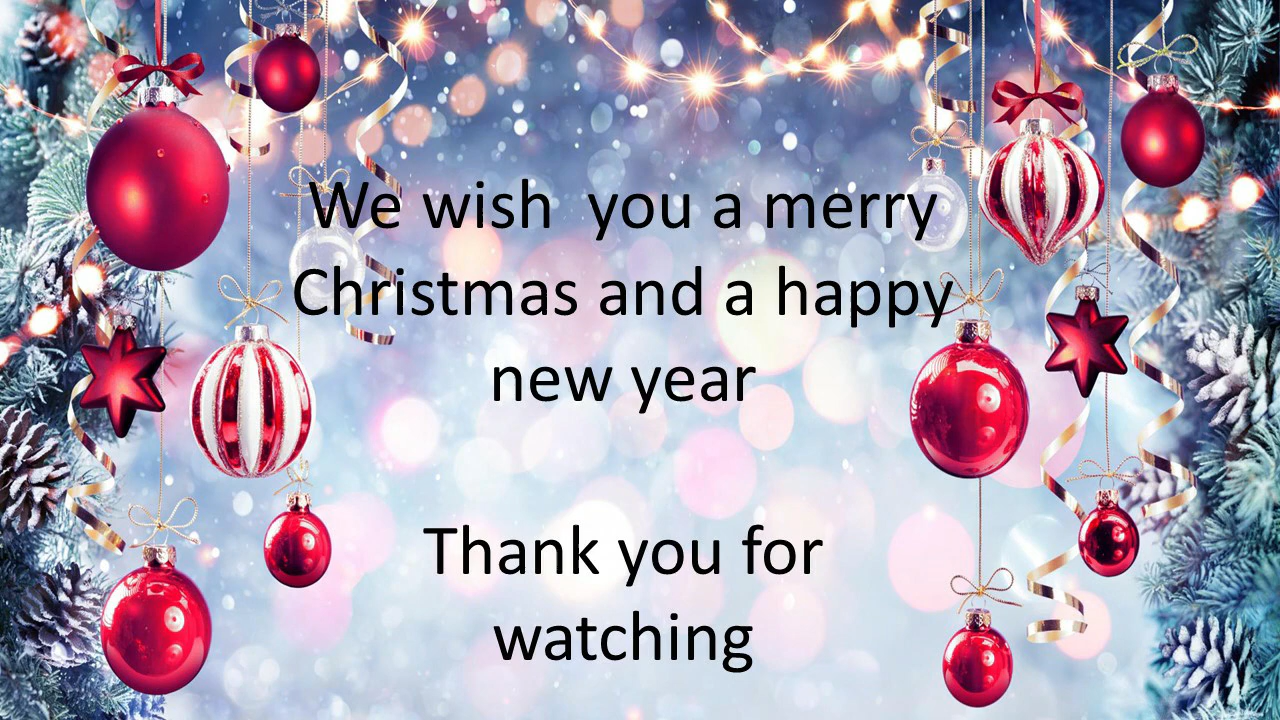 We wish  you a merry
Christmas and a happy
new year
Thank you for
watching